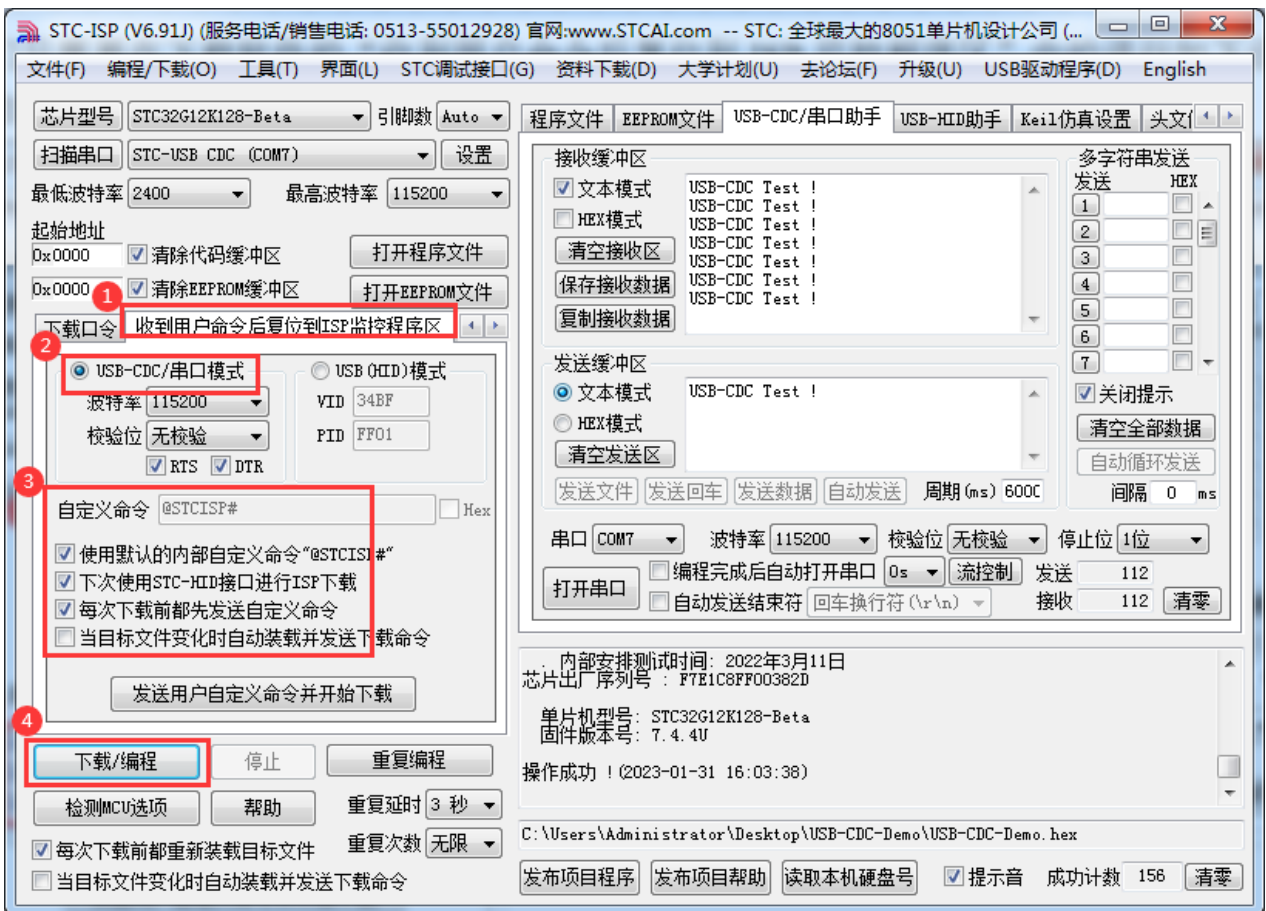 STC-ISP (V6.91J) (服务电话/销售电话: 0513-55012928) 官网:www.STCAI.com -- STC: 全球最大的8051单片机设计公司 (...
文件(F) 编程/下载(O) 工具(T) 界面(L) STC调试接口(G) 资料下载(D) 大学计划(U) 去论坛(F) 升级(U) USB驱动程序(D) English
芯片型号 STC32G12K128-Beta 引脚数 Auto
扫描串口 STC-USB CDC (COM7) 设置
最低波特率 2400 最高波特率 115200
起始地址
0x0000 清除代码缓冲区 打开程序文件
0x0000 清除EEPROM缓冲区 打开EEPROM文件
1
下载口令 收到用户命令后复位到ISP监控程序区
2
USB-CDC/串口模式 USB(HID)模式
波特率 115200 VID 34BF
校验位 无校验 PID FF01
RTS DTR
3
自定义命令 @STCISP# Hex
使用默认的内部自定义命令"@STCISP#"
下次使用STC-HID接口进行ISP下载
每次下载前都先发送自定义命令
当目标文件变化时自动装载并发送下载命令
发送用户自定义命令并开始下载
4
下载/编程 停止 重复编程
检测MCU选项 帮助 重复延时 3 秒
每次下载前都重新装载目标文件 重复次数 无限
当目标文件变化时自动装载并发送下载命令
程序文件 EEPROM文件 USB-CDC/串口助手 USB-HID助手 Keil仿真设置
接收缓冲区
文本模式
HEX模式
清空接收区
保存接收数据
复制接收数据
USB-CDC Test !
USB-CDC Test !
USB-CDC Test !
USB-CDC Test !
USB-CDC Test !
USB-CDC Test !
USB-CDC Test !
发送缓冲区
文本模式 USB-CDC Test !
HEX模式
清空发送区
发送文件 发送回车 发送数据 自动发送 周期(ms)
多字符串发送
发送 HEX
1
2
3
4
5
6
7
关闭提示
清空全部数据
自动循环发送
间隔 0 ms
串口 COM7 波特率 115200 校验位 无校验 停止位 1位
打开串口 编程完成后自动打开串口 0s 流控制 发送 112
自动发送结束符 回车换行符(\r\n) 接收 112 清零
. 内部安排测试时间: 2022年3月11日
芯片出厂序列号 : F7E1C8FF00382D
单片机型号: STC32G12K128-Beta
固件版本号: 7.4.4U
操作成功 !(2023-01-31 16:03:38)
C:\Users\Administrator\Desktop\USB-CDC-Demo\USB-CDC-Demo.hex
发布项目程序 发布项目帮助 读取本机硬盘号 提示音 成功计数 156 清零